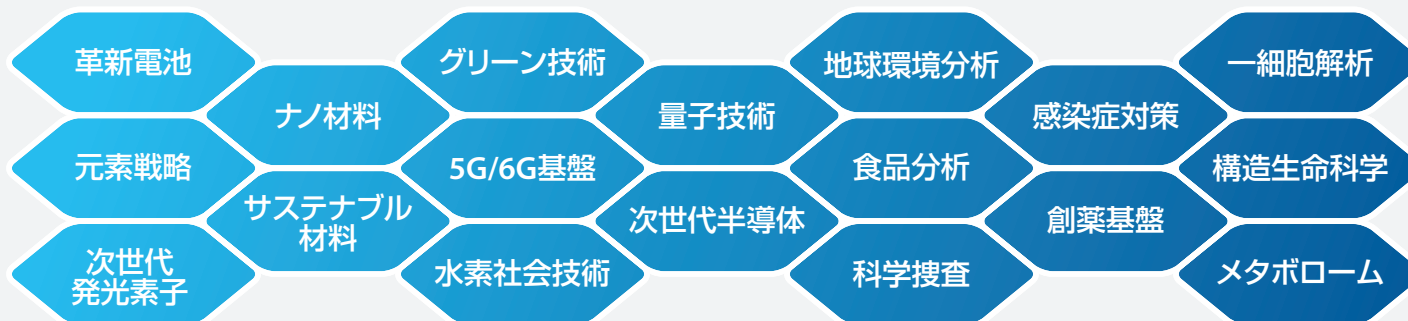 革新電池
グリーン技術
地球環境分析
一細胞解析
ナノ材料
量子技術
感染症対策
元素戦略
5G/6G基盤
食品分析
構造生命科学
サステナブル
材料
次世代半導体
創薬基盤
次世代
発光素子
水素社会技術
科学捜査
メタボローム